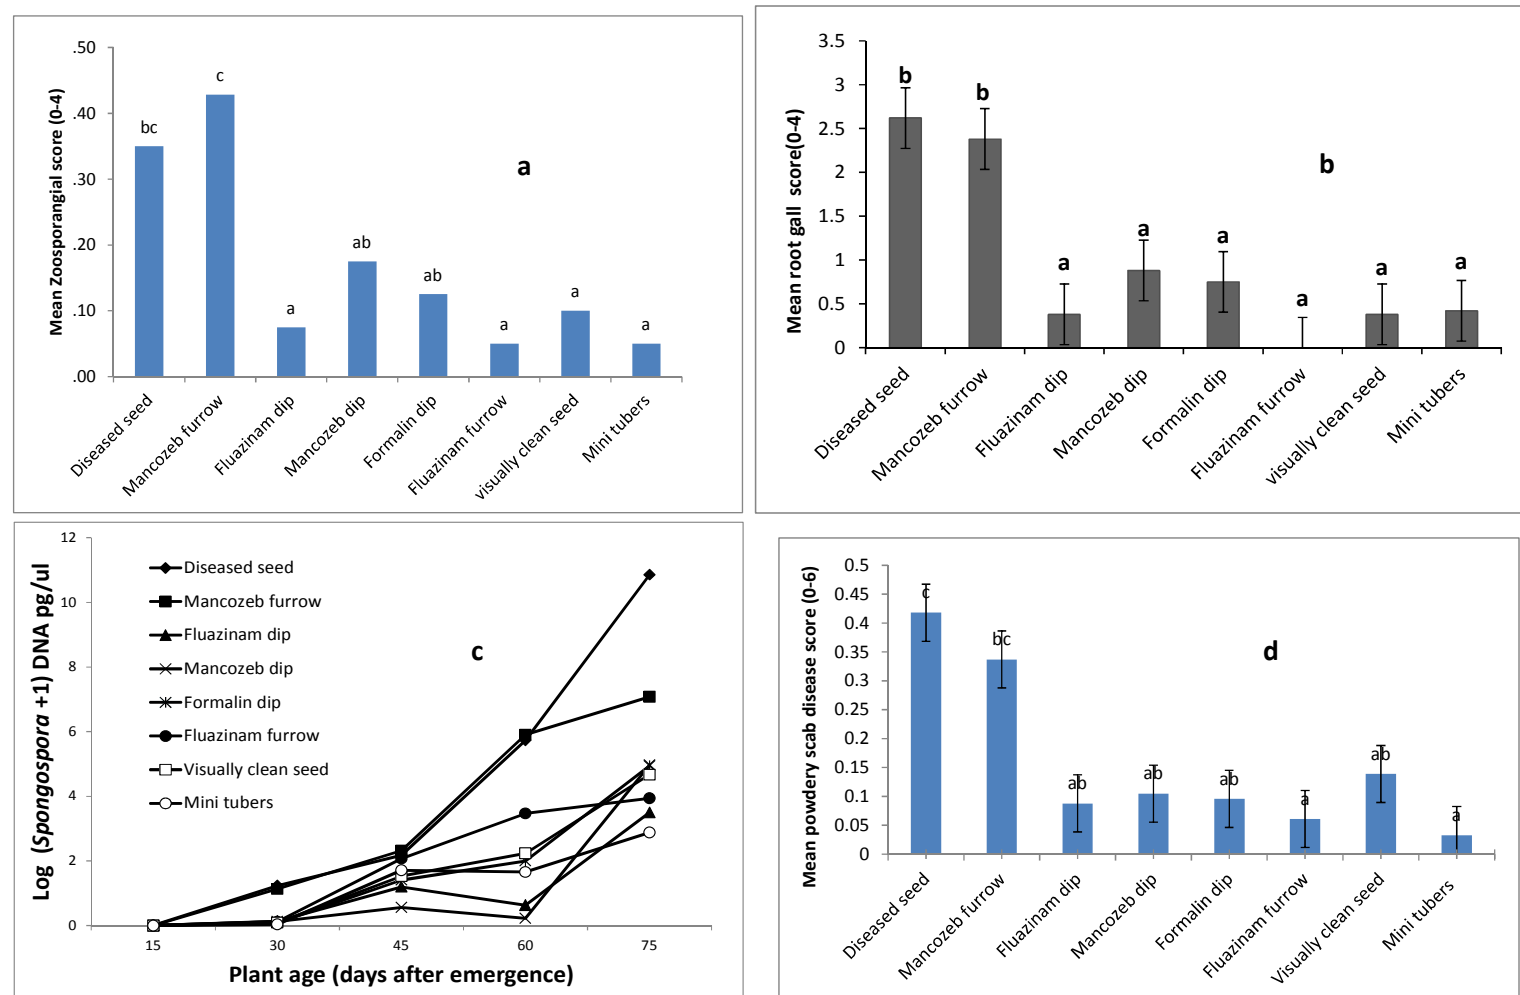 Mean Zoosporangial score (0-4)
.50
.40
.30
.20
.10
.00
bc
c
a
ab
ab
a
a
a
a
Diseased seed
Mancozeb furrow
Fluazinam dip
Mancozeb dip
Formalin dip
Fluazinam furrow
visually clean seed
Mini tubers
Mean root gall score(0-4)
3.5
3
2.5
2
1.5
1
0.5
0
b
b
a
a
a
a
a
a
b
Diseased seed
Mancozeb furrow
Fluazinam dip
Mancozeb dip
Formalin dip
Fluazinam furrow
visually clean seed
Mini tubers
Log (Spongospora +1) DNA pg/ul
12
10
8
6
4
2
0
Diseased seed
Mancozeb furrow
Fluazinam dip
Mancozeb dip
Formalin dip
Fluazinam furrow
Visually clean seed
Mini tubers
c
15 30 45 60 75
Plant age (days after emergence)
Mean powdery scab disease score (0-6)
0.5
0.45
0.4
0.35
0.3
0.25
0.2
0.15
0.1
0.05
0
c
bc
ab
ab
ab
a
ab
a
d
Diseased seed
Mancozeb furrow
Fluazinam dip
Mancozeb dip
Formalin dip
Fluazinam furrow
Visually clean seed
Mini tubers